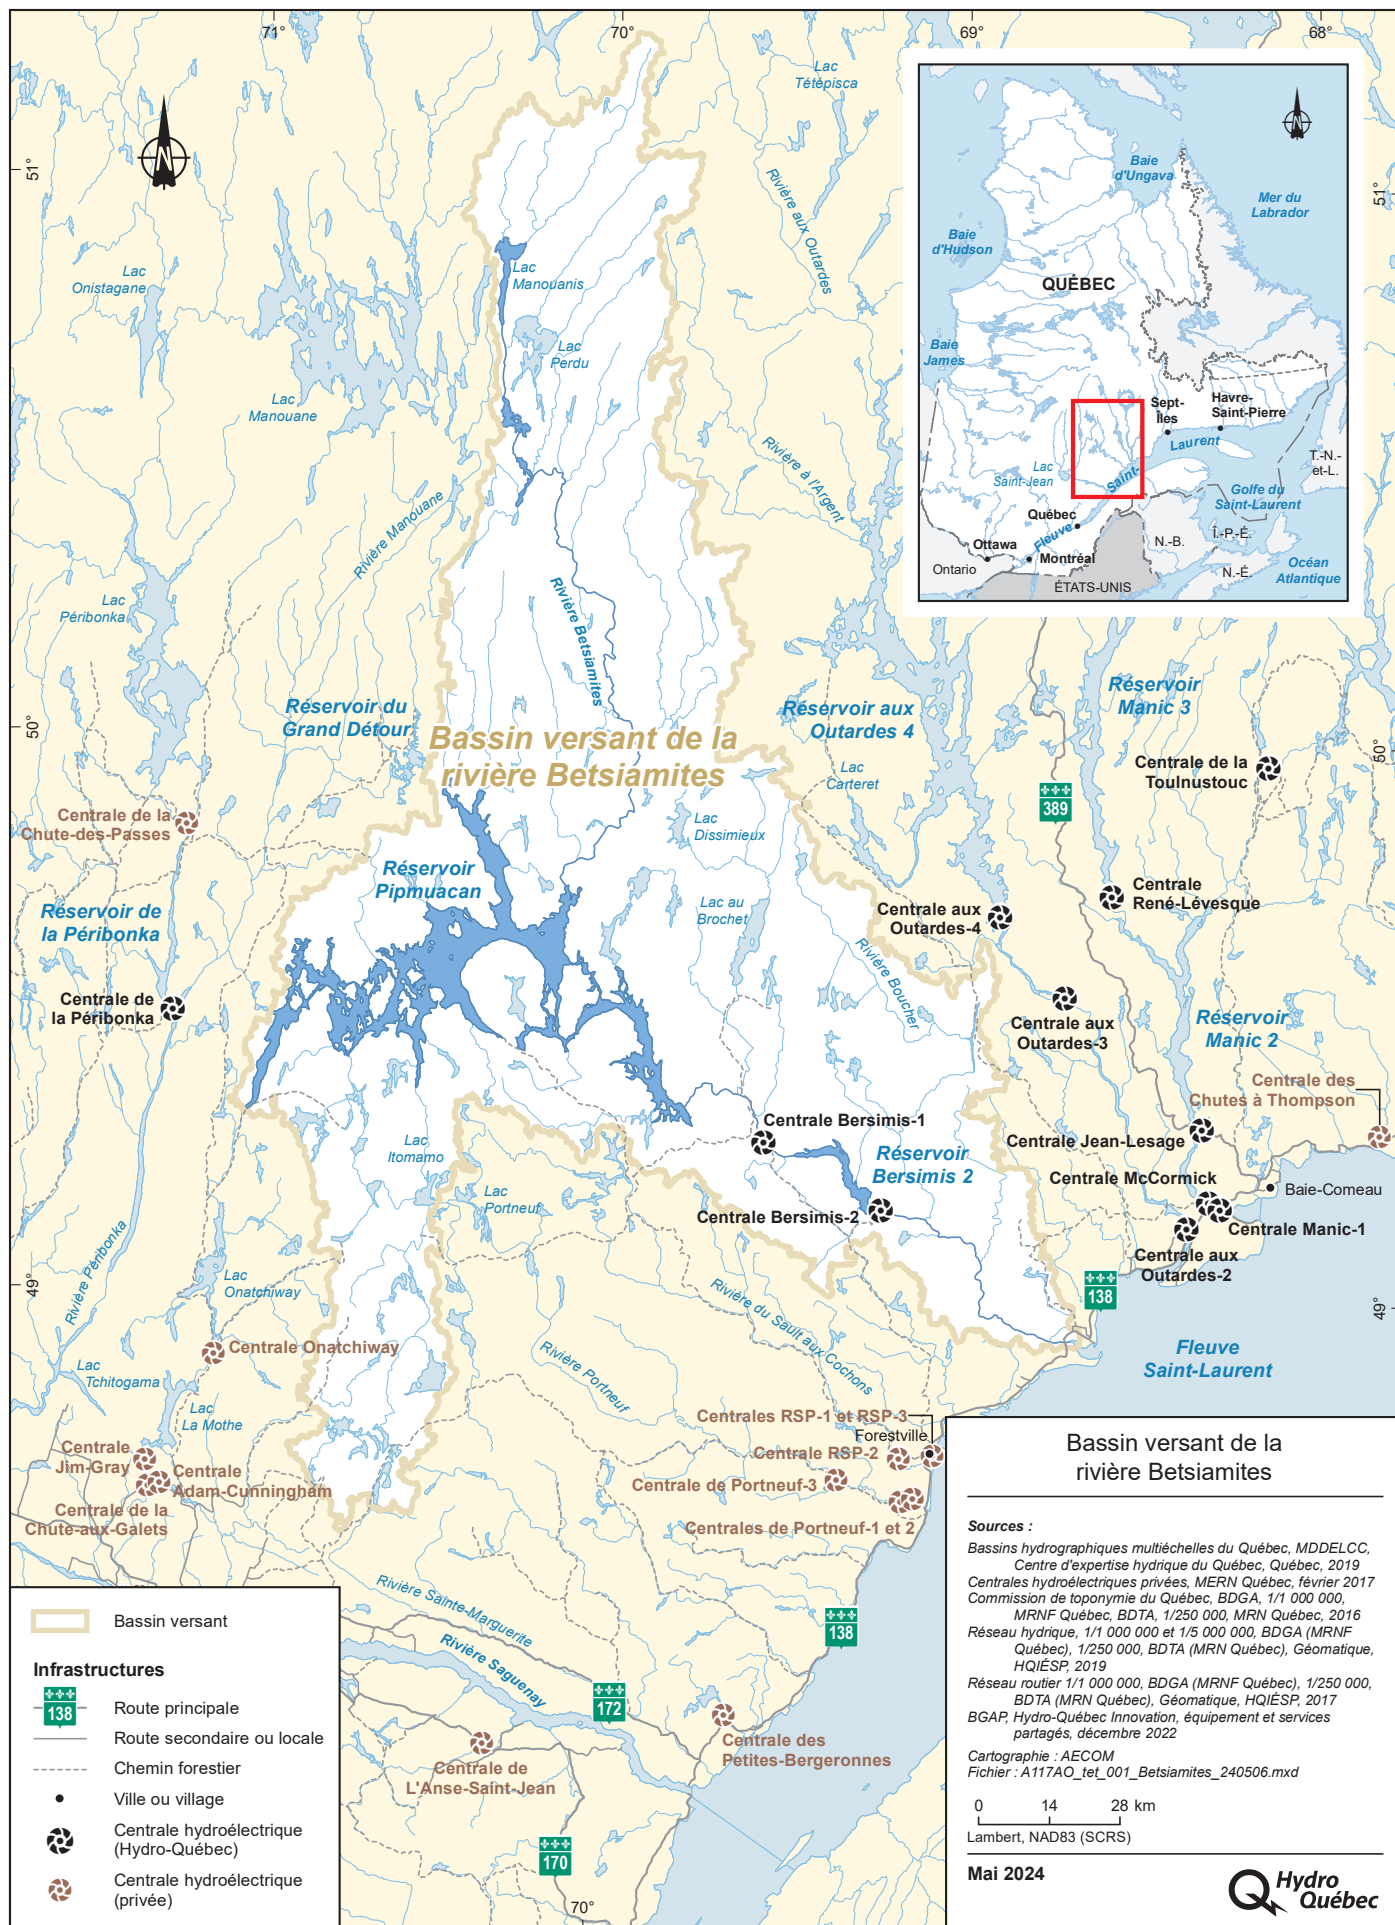 71°
70°
69°
68°
51°
51°
50°
50°
49°
49°
70°
N
Lac
Tétépisca
Rivière aux Outardes
Lac
Onistagane
Lac
Manouanis
Lac
Perdu
Lac
Manouane
Rivière Manouane
Rivière à l'Argent
Lac
Péribonka
Rivière Betsiamites
Réservoir du
Grand Détour
Bassin versant de la
rivière Betsiamites
Réservoir aux
Outardes 4
Réservoir
Manic 3
Lac
Carteret
389
Centrale de la
Toulnustouc
Centrale de la
Chute-des-Passes
Lac
Dissimieux
Réservoir
Pipmuacan
Réservoir de
la Péribonka
Lac au
Brochet
Centrale aux
Outardes-4
Centrale
René-Lévesque
Rivière Boucher
Centrale de
la Péribonka
Centrale aux
Outardes-3
Réservoir
Manic 2
Centrale des
Chutes à Thompson
Centrale Bersimis-1
Centrale Jean-Lesage
Lac
Itomamo
Réservoir
Bersimis 2
Centrale McCormick
Baie-Comeau
Lac
Portneuf
Centrale Bersimis-2
Centrale Manic-1
Centrale aux
Outardes-2
Rivière Péribonka
Lac
Onatchiway
138
Rivière du Sault aux Cochons
Centrale Onatchiway
Rivière Portneuf
Fleuve
Saint-Laurent
Lac
Tchitogama
Lac
La Mothe
Centrales RSP-1 et RSP-3
Forestville
Centrale RSP-2
Centrale
Jim-Gray
Centrale
Adam-Cunningham
Centrale de Portneuf-3
Centrale de la
Chute-aux-Galets
Centrales de Portneuf-1 et 2
Rivière Sainte-Marguerite
Rivière Saguenay
138
172
Centrale des
Petites-Bergeronnes
Centrale de
L'Anse-Saint-Jean
170
N
Baie
d'Ungava
Mer du
Labrador
Baie
d'Hudson
QUÉBEC
Baie
James
Sept-
Îles
Havre-
Saint-Pierre
Laurent
Saint-
Fleuve
Lac
Saint-Jean
T.-N.-
et-L.
Golfe du
Saint-Laurent
Québec
Ottawa
Montréal
Ontario
N.-B.
Î.-P.-É.
N.-É.
Océan
Atlantique
ÉTATS-UNIS
Bassin versant
Infrastructures
138
Route principale
Route secondaire ou locale
Chemin forestier
Ville ou village
Centrale hydroélectrique
(Hydro-Québec)
Centrale hydroélectrique
(privée)
Bassin versant de la
rivière Betsiamites
Sources :
Bassins hydrographiques multiéchelles du Québec, MDDELCC,
Centre d'expertise hydrique du Québec, Québec, 2019
Centrales hydroélectriques privées, MERN Québec, février 2017
Commission de toponymie du Québec, BDGA, 1/1 000 000,
MRNF Québec, BDTA, 1/250 000, MRN Québec, 2016
Réseau hydrique, 1/1 000 000 et 1/5 000 000, BDGA (MRNF
Québec), 1/250 000, BDTA (MRN Québec), Géomatique,
HQIÉSP, 2019
Réseau routier 1/1 000 000, BDGA (MRNF Québec), 1/250 000,
BDTA (MRN Québec), Géomatique, HQIÉSP, 2017
BGAP, Hydro-Québec Innovation, équipement et services
partagés, décembre 2022
Cartographie : AECOM
Fichier : A117AO_tet_001_Betsiamites_240506.mxd
0 14 28 km
Lambert, NAD83 (SCRS)
Mai 2024
Hydro
Québec